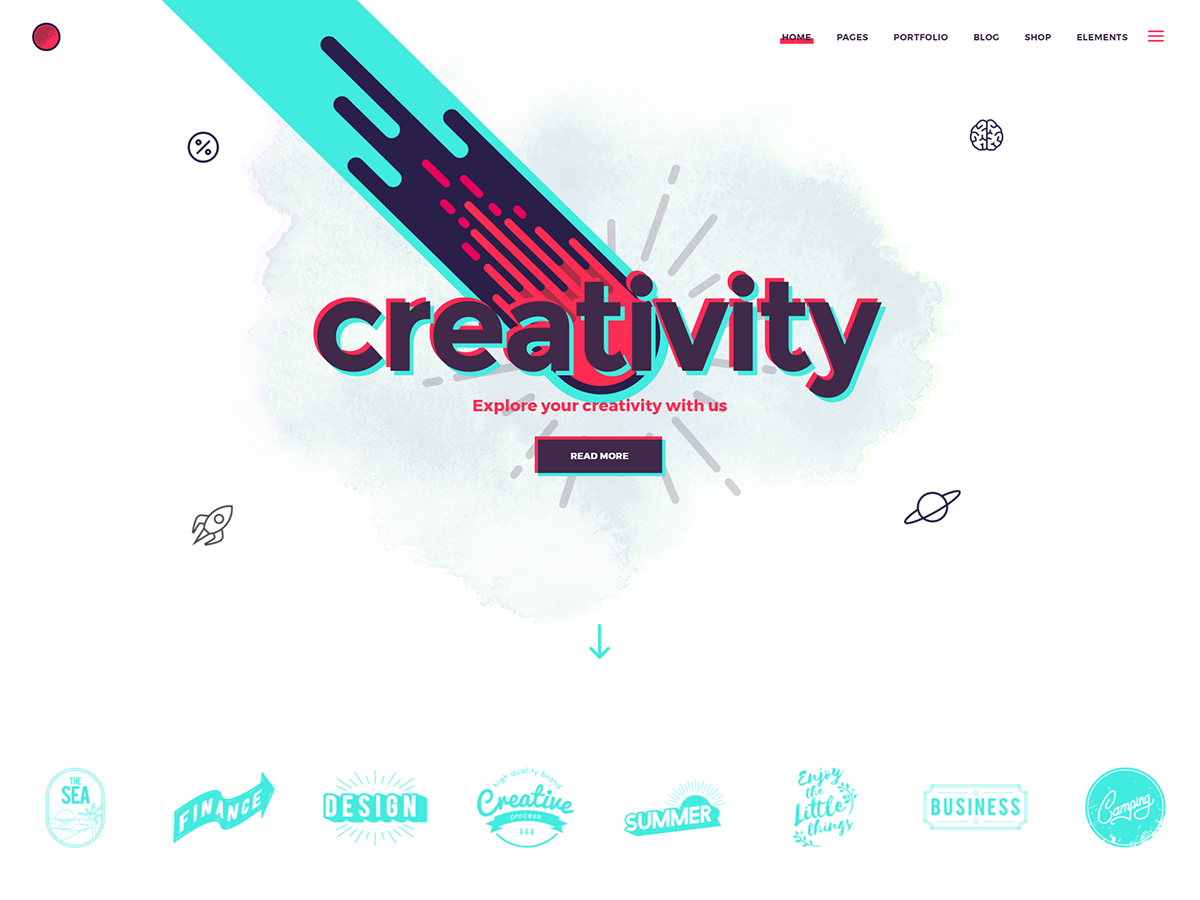 HOME PAGES PORTFOLIO BLOG SHOP ELEMENTS
creativity
Explore your creativity with us
READ MORE
THE
SEA
FINANCE
DESIGN
high quality brand
Creative
process
SUMMER
Enjoy
the
Little
things
BUSINESS
Camping